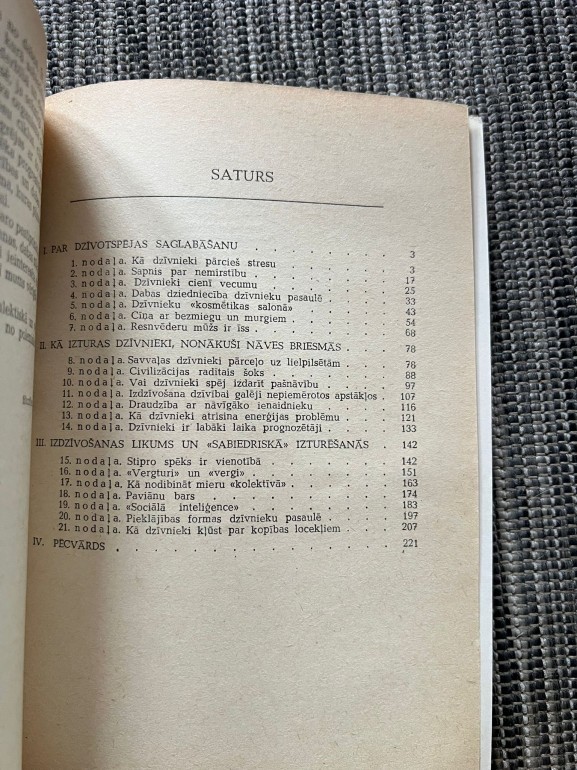 SATURS
I. PAR DZĪVOTSPĒJAS SAGLABĀŠANU . . . . . . . 3
1. nodaļa. Kā dzīvnieki pārcieš stresu . . . . . . 3
2. nodaļa. Sapnis par nemirstību . . . . . . . 17
3. nodaļa. Dzīvnieki cienī vecumu . . . . . . . 25
4. nodaļa. Dabas dziedniecība dzīvnieku pasaulē . . . . 33
5. nodaļa. Dzīvnieku «kosmētikas salonā» . . . . . 43
6. nodaļa. Cīņa ar bezmiegu un murgiem . . . . . 54
7. nodaļa. Resnvēderu mūžs ir īss . . . . . . . 68
II. KĀ IZTURAS DZĪVNIEKI, NONĀKUŠI NĀVES BRIESMĀS . 78
8. nodaļa. Savvaļas dzīvnieki pārceļo uz lielpilsētām . . 78
9. nodaļa. Civilizācijas radītais šoks . . . . . . 88
10. nodaļa. Vai dzīvnieki spēj izdarīt pašnāvību . . . 97
11. nodaļa. Izdzīvošana dzīvībai galēji nepiemērotos apstākļos . 107
12. nodaļa. Draudzība ar nāvīgāko ienaidnieku . . . . 116
13. nodaļa. Kā dzīvnieki atrisina enerģijas problēmu . . . 121
14. nodaļa. Dzīvnieki ir labāki laika prognozētāji . . . . 133
III. IZDZĪVOŠANAS LIKUMS UN «SABIEDRISKĀ» IZTURĒŠANĀS 142
15. nodaļa. Stipro spēks ir vienotībā . . . . . . 142
16. nodaļa. «Vergturi» un «vergi» . . . . . . . 151
17. nodaļa. Kā nodibināt mieru «kolektīvā» . . . . . 163
18. nodaļa. Paviānu bars . . . . . . . . . 174
19. nodaļa. «Sociālā inteliģence» . . . . . . . 183
20. nodaļa. Pieklājības formas dzīvnieku pasaulē . . . . 197
21. nodaļa. Kā dzīvnieki kļūst par kopības locekļiem . . . 207
IV. PĒCVĀRDS . . . . . . . . . . . . 221